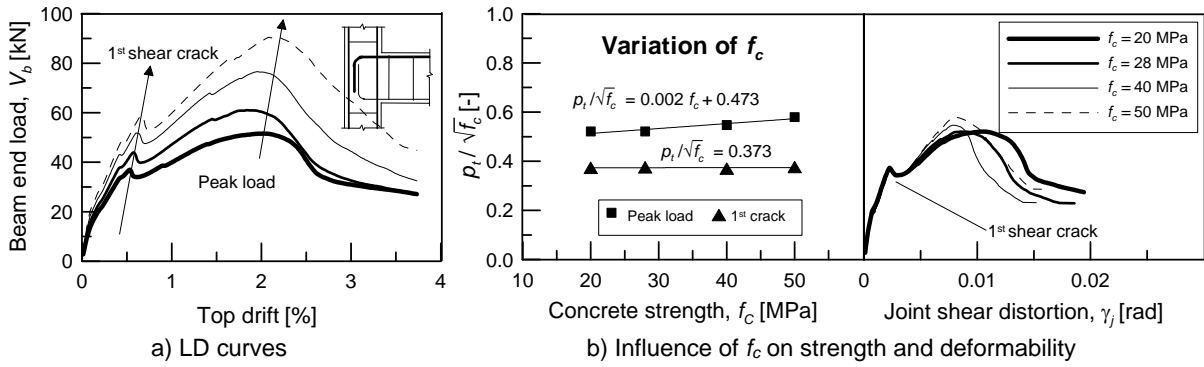 100
80
60
40
20
0
Beam end load, V_b [kN]
1st shear crack
Peak load
0 1 2 3 4
Top drift [%]
a) LD curves
1.0
0.8
0.6
0.4
0.2
0.0
p_t/√f_c [-]
Variation of f_c
p_t/√f_c = 0.002 f_c + 0.473
p_t/√f_c = 0.373
Peak load 1st crack
10 20 30 40 50
Concrete strength, f_C [MPa]
f_c = 20 MPa
f_c = 28 MPa
f_c = 40 MPa
f_c = 50 MPa
1st shear crack
0 0.01 0.02
Joint shear distortion, γ_j [rad]
b) Influence of f_c on strength and deformability